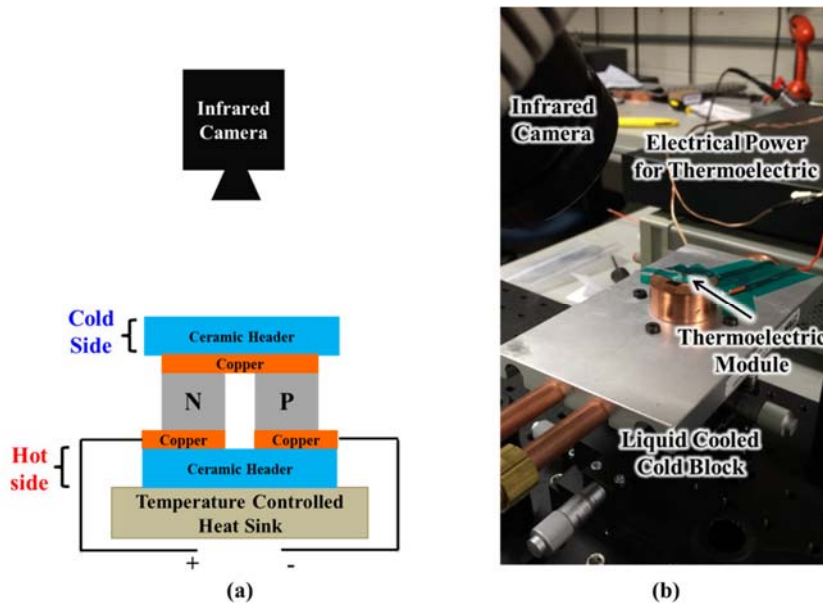 Infrared
Camera
Cold
Side
Ceramic Header
Copper
N
P
Copper
Copper
Hot
side
Ceramic Header
Temperature Controlled
Heat Sink
+
-
(a)
Infrared
Camera
Electrical Power
for Thermoelectric
Thermoelectric
Module
Liquid Cooled
Cold Block
(b)